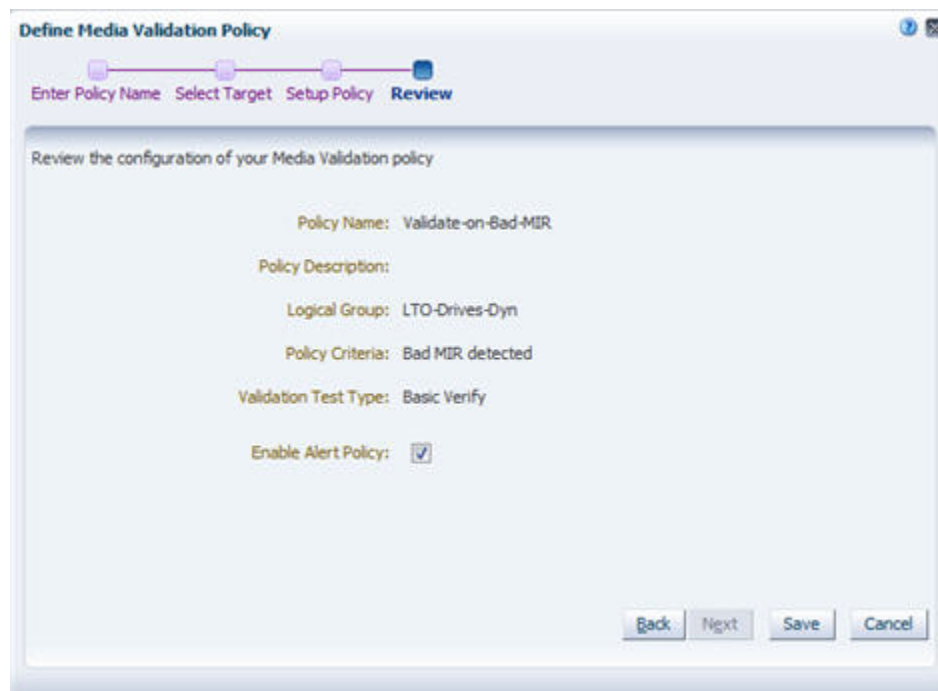 Define Media Validation Policy
Enter Policy Name Select Target Setup Policy Review
Review the configuration of your Media Validation policy
Policy Name: Validate-on-Bad-MIR
Policy Description:
Logical Group: LTO-Drives-Dyn
Policy Criteria: Bad MIR detected
Validation Test Type: Basic Verify
Enable Alert Policy:
Back Next Save Cancel